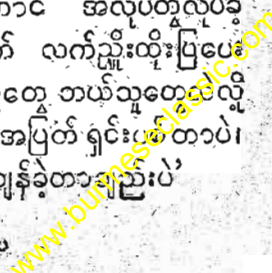 အလုပ်တွေလုပ်ခဲ့
လက်ညှိုးထိုးပြပေး
တွေ ဘယ်သူတွေလဲလို့
အပြတ် ရှင်းပစ်တာပဲ၊
ကျန်ခဲ့တာချည်းပဲ'
www.burmeseclassic.com